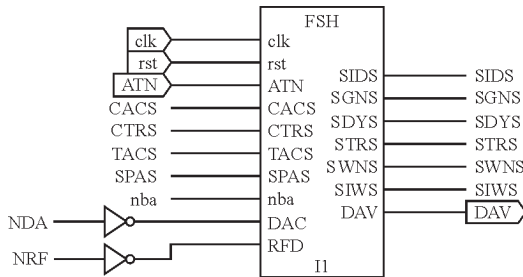 FSH
clk clk
rst rst SIDS SIDS
ATN ATN SGNS SGNS
CACS CACS SDYS SDYS
CTRS CTRS STRS STRS
TACS TACS SWNS SWNS
SPAS SPAS SIWS SIWS
nba nba DAV DAV
NDA DAC
NRF RFD
I1